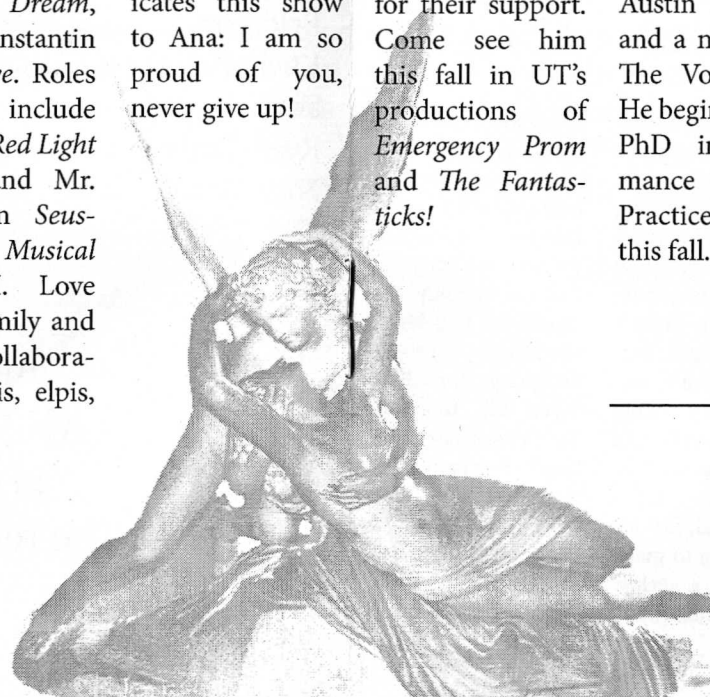 Dream,
nstantin
e. Roles
include
Red Light
nd Mr.
n Seus-
Musical
. Love
mily and
ollabora-
is, elpis,
icates this show
to Ana: I am so
proud of you,
never give up!
for their support.
Come see him
this fall in UT’s
productions of
Emergency Prom
and The Fantas-
ticks!
Austin
and a
The Vo
He begin
PhD in
mance
Practice
this fall.